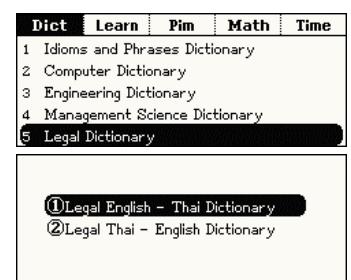 Dict Learn Pim Math Time
1 Idioms and Phrases Dictionary
2 Computer Dictionary
3 Engineering Dictionary
4 Management Science Dictionary
5 Legal Dictionary
①Legal English - Thai Dictionary
②Legal Thai - English Dictionary